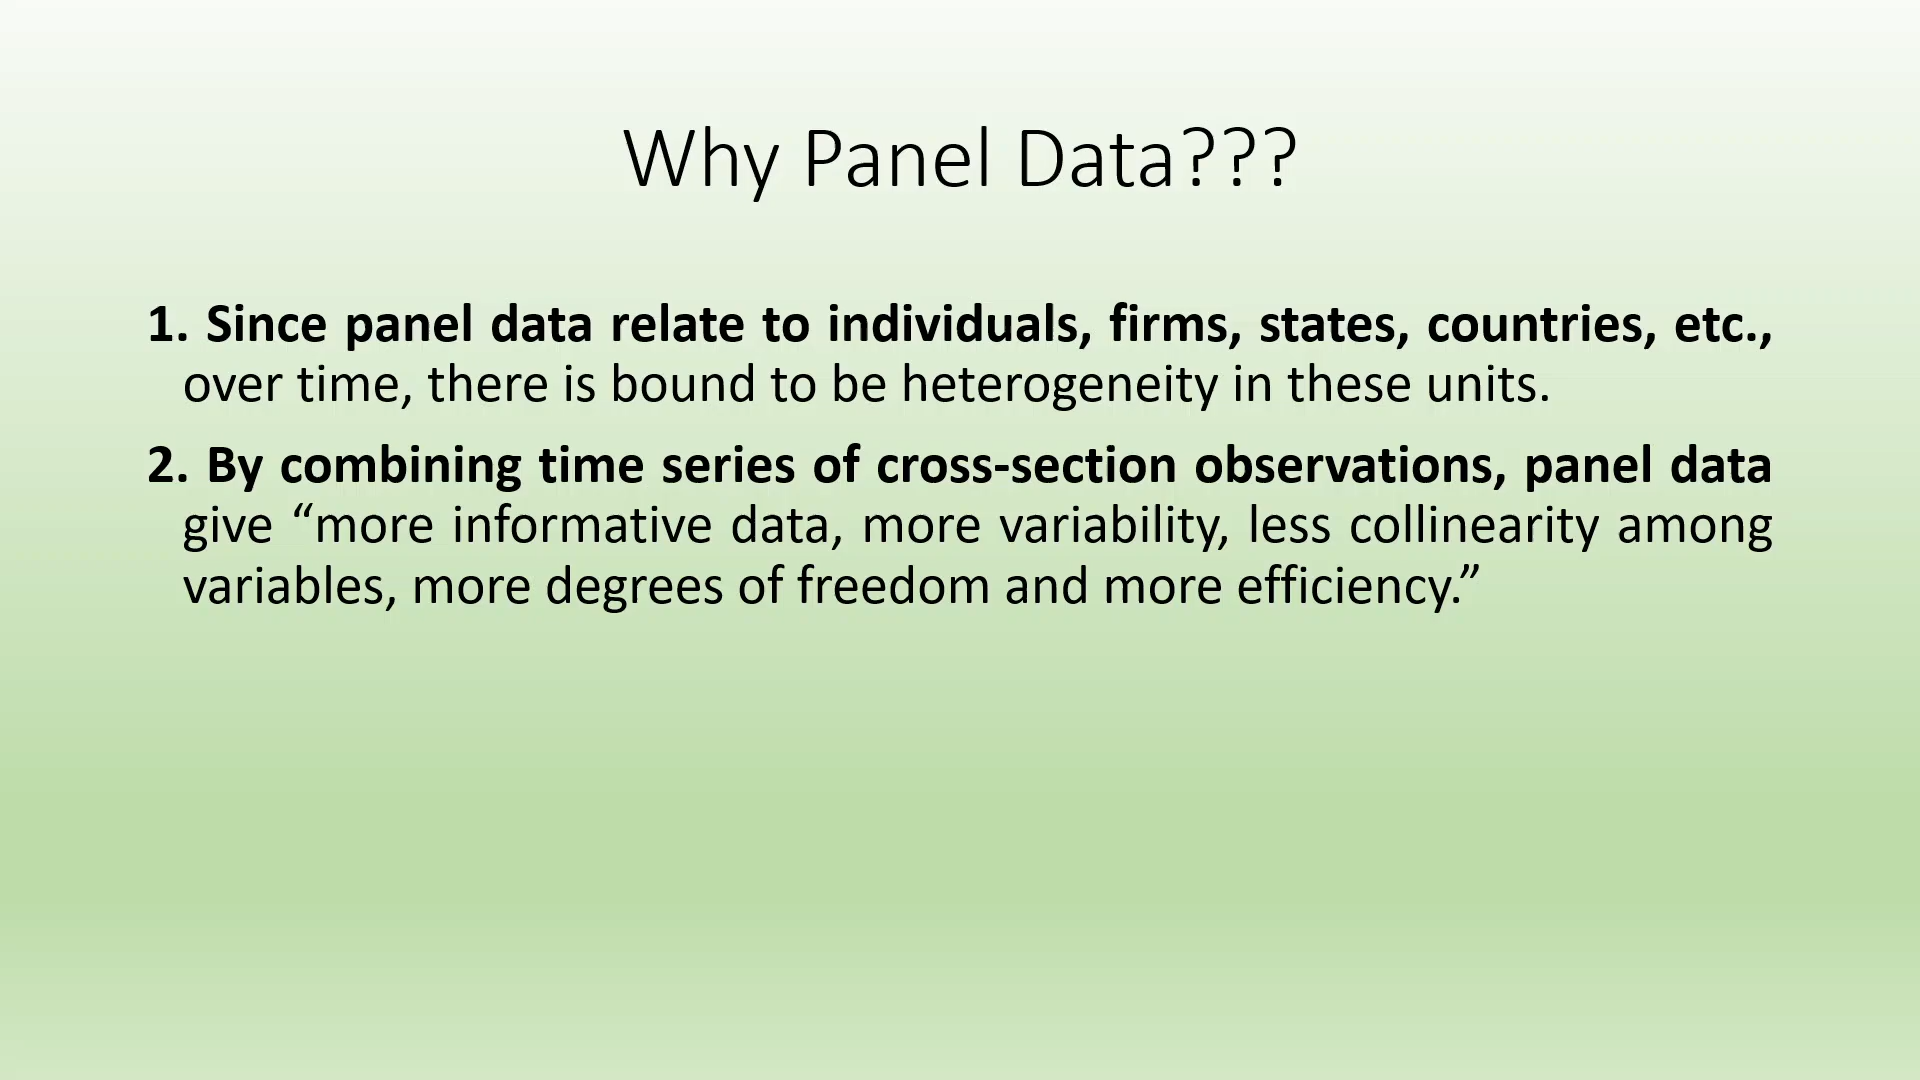 Why Panel Data???
1. Since panel data relate to individuals, firms, states, countries, etc.,
over time, there is bound to be heterogeneity in these units.
2. By combining time series of cross-section observations, panel data
give “more informative data, more variability, less collinearity among
variables, more degrees of freedom and more efficiency.”